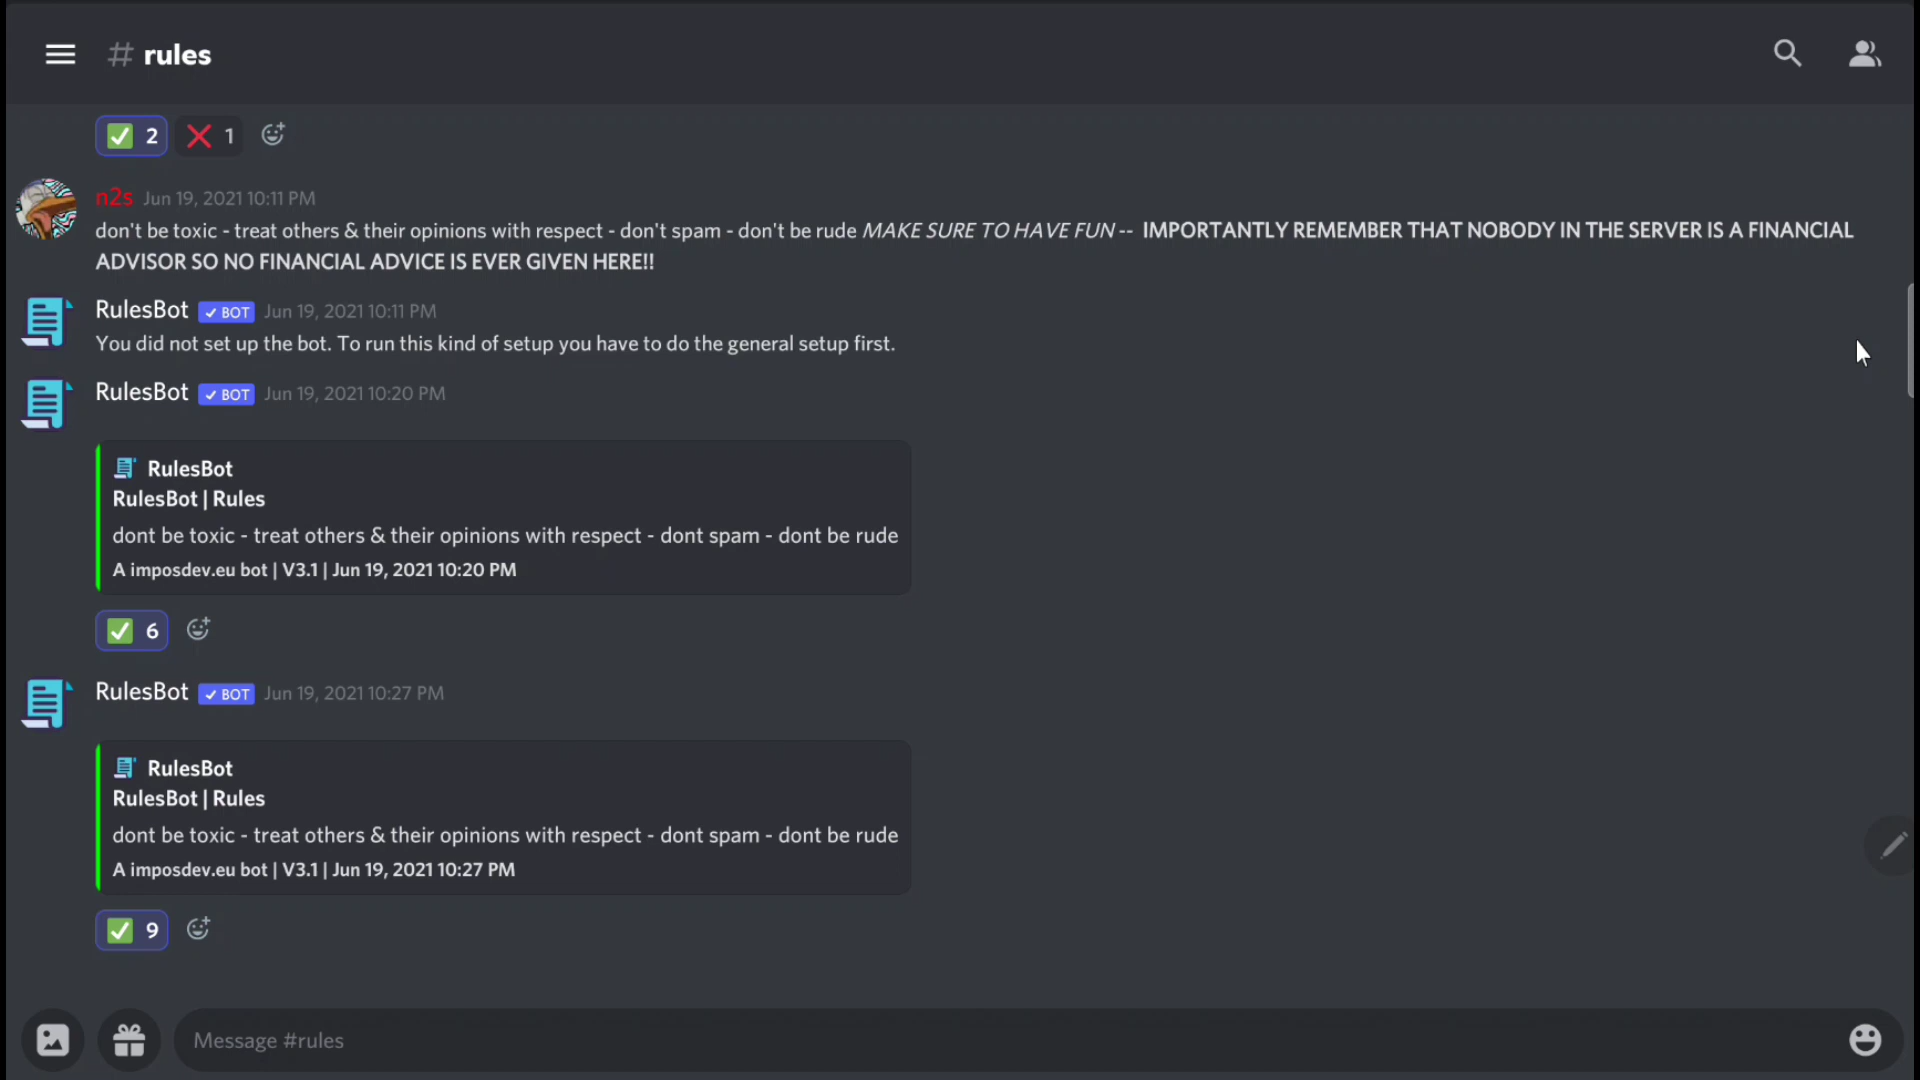 # rules
2 1
n2s Jun 19, 2021 10:11 PM
don't be toxic - treat others & their opinions with respect - don't spam - don't be rude MAKE SURE TO HAVE FUN -- IMPORTANTLY REMEMBER THAT NOBODY IN THE SERVER IS A FINANCIAL
ADVISOR SO NO FINANCIAL ADVICE IS EVER GIVEN HERE!!
RulesBot ✓ BOT Jun 19, 2021 10:11 PM
You did not set up the bot. To run this kind of setup you have to do the general setup first.
RulesBot ✓ BOT Jun 19, 2021 10:20 PM
RulesBot
RulesBot | Rules
dont be toxic - treat others & their opinions with respect - dont spam - dont be rude
A imposdev.eu bot | V3.1 | Jun 19, 2021 10:20 PM
6
RulesBot ✓ BOT Jun 19, 2021 10:27 PM
RulesBot
RulesBot | Rules
dont be toxic - treat others & their opinions with respect - dont spam - dont be rude
A imposdev.eu bot | V3.1 | Jun 19, 2021 10:27 PM
9
Message #rules